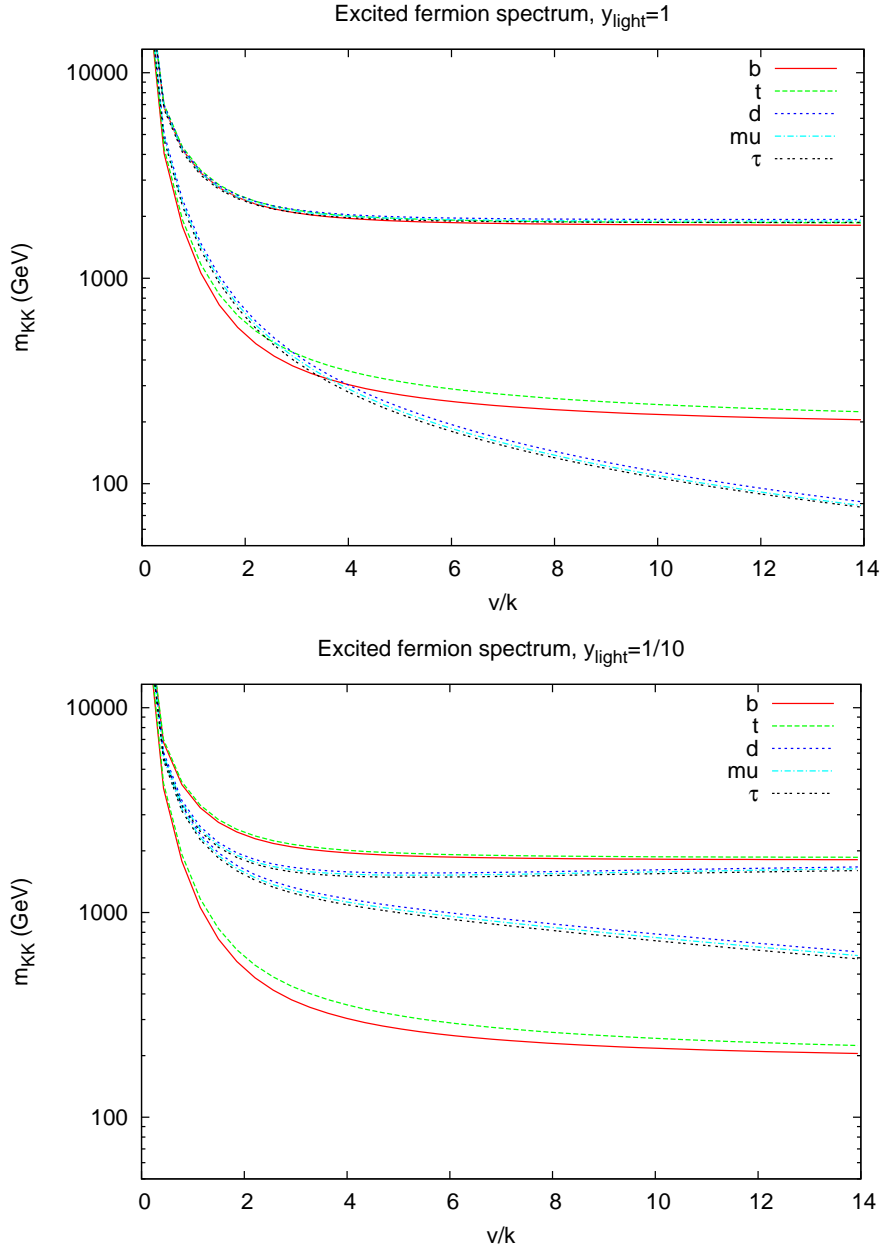 Excited fermion spectrum, y_light=1
10000
1000
100
m_KK (GeV)
b
t
d
mu
τ
0 2 4 6 8 10 12 14
v/k
Excited fermion spectrum, y_light=1/10
10000
1000
100
m_KK (GeV)
b
t
d
mu
τ
0 2 4 6 8 10 12 14
v/k